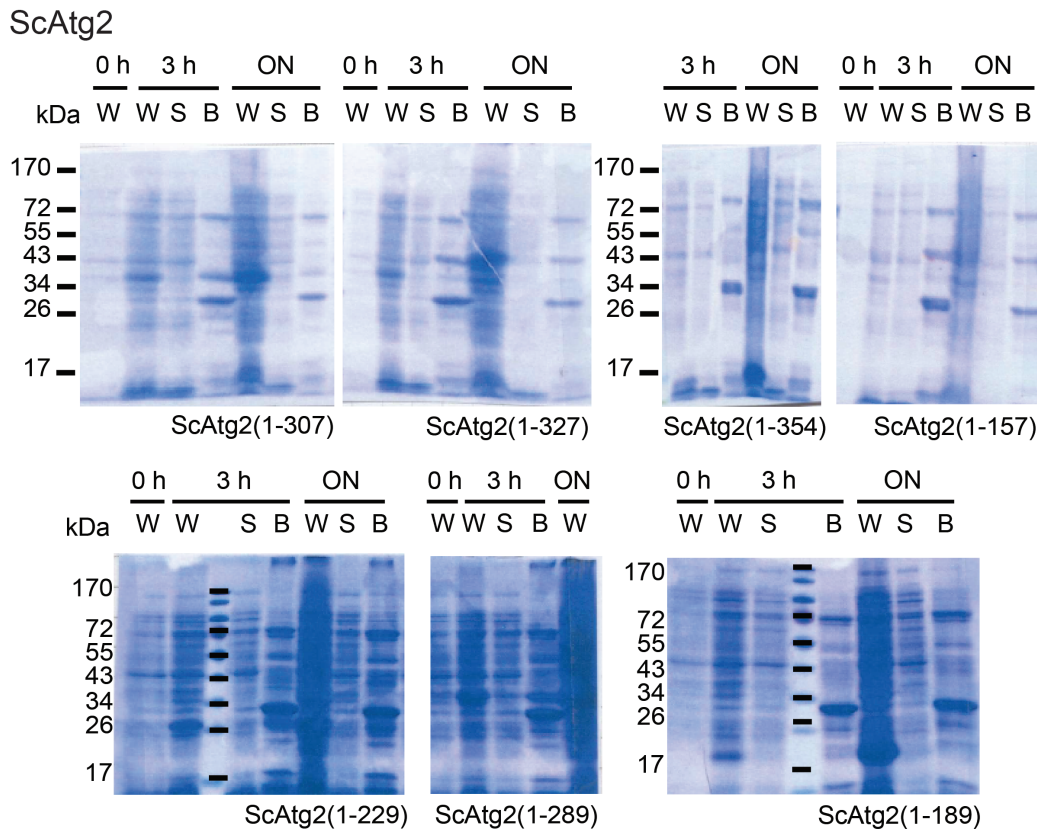 ScAtg2
0 h 3 h ON 0 h 3 h ON 3 h ON 0 h 3 h ON
kDa W W S B W S B W W S B W S B W S B W S B W W S B W S B
170 170
72 72
55 55
43 43
34 34
26 26
17 17
ScAtg2(1-307) ScAtg2(1-327) ScAtg2(1-354) ScAtg2(1-157)
0 h 3 h ON 0 h 3 h ON 0 h 3 h ON
kDa W W S B W S B W W S B W W W S B W S B
170 170
72 72
55 55
43 43
34 34
26 26
17 17
ScAtg2(1-229) ScAtg2(1-289) ScAtg2(1-189)